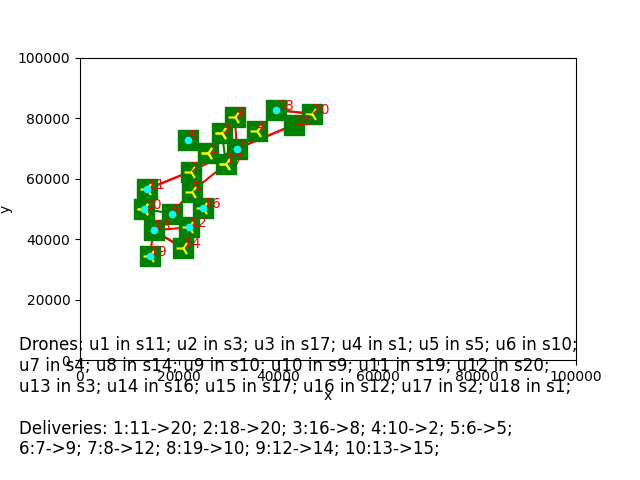 100000
80000
60000
40000
20000
0
0 20000 40000 60000 80000 100000
x
y
Drones: u1 in s11; u2 in s3; u3 in s17; u4 in s1; u5 in s5; u6 in s10;
u7 in s4; u8 in s14; u9 in s10; u10 in s9; u11 in s19; u12 in s20;
u13 in s3; u14 in s16; u15 in s17; u16 in s12; u17 in s2; u18 in s1;
Deliveries: 1:11->20; 2:18->20; 3:16->8; 4:10->2; 5:6->5;
6:7->9; 7:8->12; 8:19->10; 9:12->14; 10:13->15;